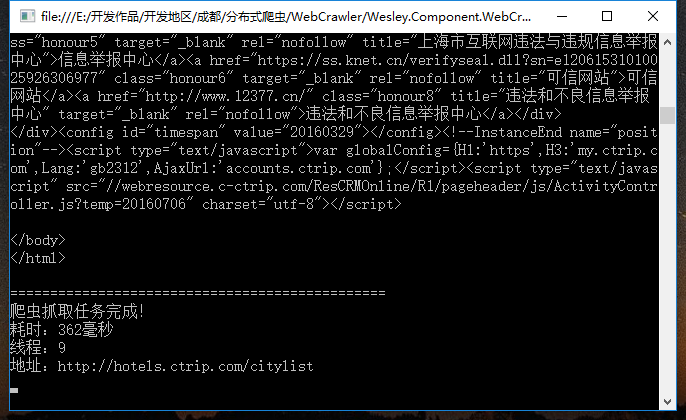 file:///E:/开发作品/开发地区/成都/分布式爬虫/WebCrawler/Wesley.Component.WebCr...
ss="honour5" target="_blank" rel="nofollow" title="上海市互联网违法与违规信息举报
中心">信息举报中心</a><a href="https://ss.knet.cn/verifyseal.dll?sn=e120615310100
25926306977" class="honour6" target="_blank" rel="nofollow" title="可信网站">可信
网站</a><a href="http://www.12377.cn/" class="honour8" title="违法和不良信息举报
中心" target="_blank" rel="nofollow">违法和不良信息举报中心</a></div>
</div><config id="timespan" value="20160329"></config><!--InstanceEnd name="posit
ion"--><script type="text/javascript">var globalConfig={H1:'https',H3:'my.ctrip.c
om',Lang:'gb2312',AjaxUrl:'accounts.ctrip.com'};</script><script type="text/javas
cript" src="//webresource.c-ctrip.com/ResCRMOnline/R1/pageheader/js/ActivityContr
oller.js?temp=20160706" charset="utf-8"></script>
</body>
</html>
===============================================
爬虫抓取任务完成!
耗时：362毫秒
线程：9
地址：http://hotels.ctrip.com/citylist